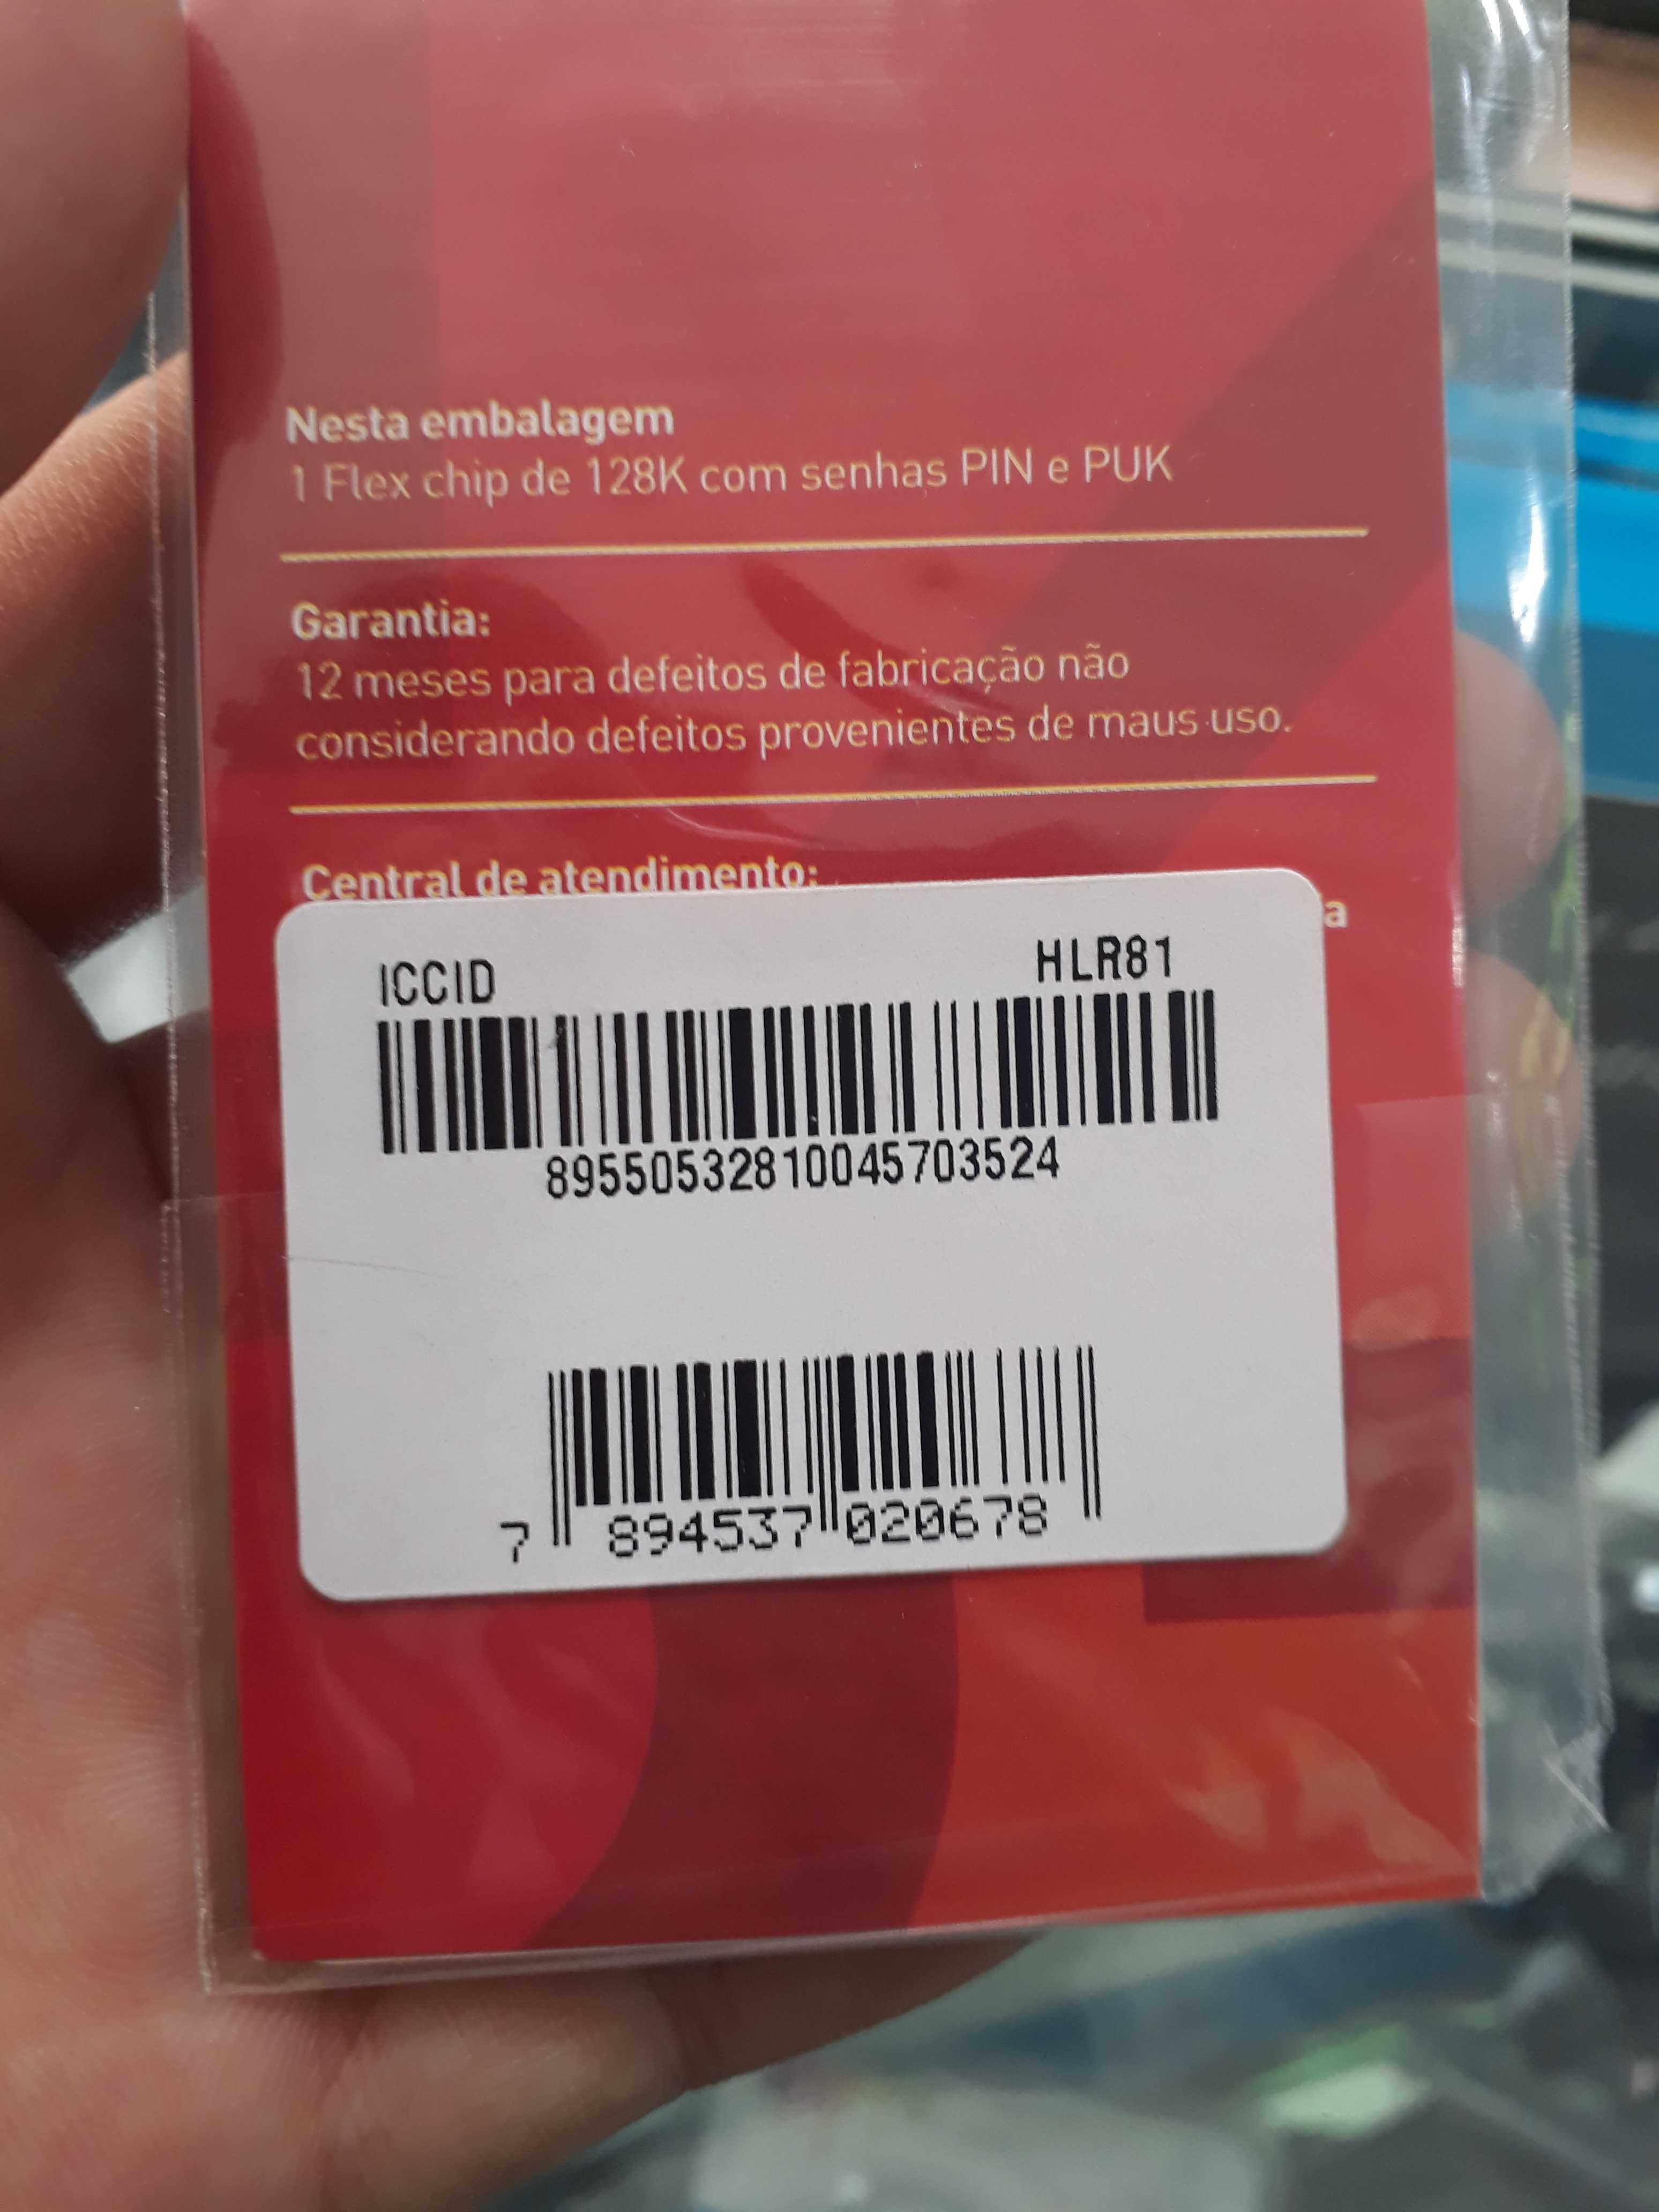 Nesta embalagem
1 Flex chip de 128K com senhas PIN e PUK
Garantia:
12 meses para defeitos de fabricação não
considerando defeitos provenientes de maus uso.
Central de atendimento:
ICCID HLR81
89550532810045703524
7 894537 020678